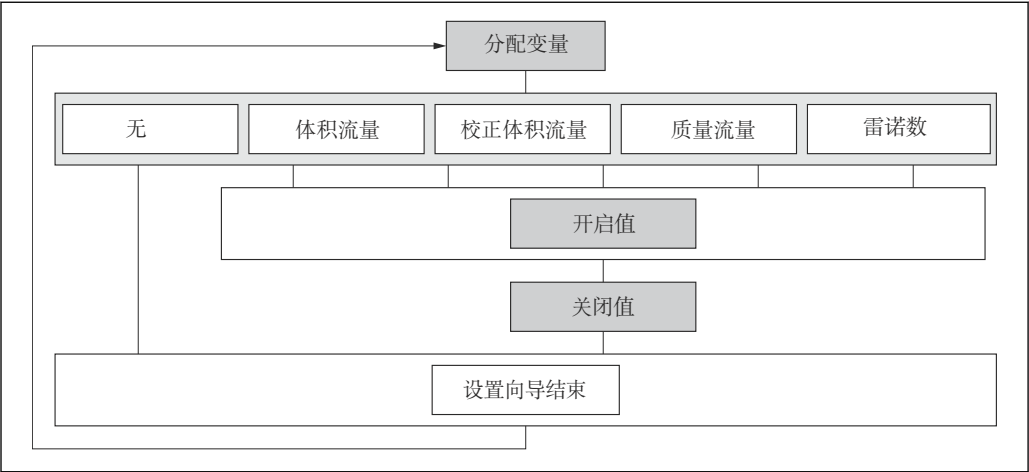 分配变量
无
体积流量
校正体积流量
质量流量
雷诺数
开启值
关闭值
设置向导结束